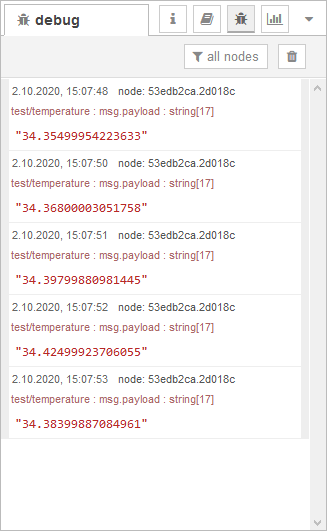 debug
all nodes
2.10.2020, 15:07:48 node: 53edb2ca.2d018c
test/temperature : msg.payload : string[17]
"34.35499954223633"
2.10.2020, 15:07:50 node: 53edb2ca.2d018c
test/temperature : msg.payload : string[17]
"34.36800003051758"
2.10.2020, 15:07:51 node: 53edb2ca.2d018c
test/temperature : msg.payload : string[17]
"34.39799880981445"
2.10.2020, 15:07:52 node: 53edb2ca.2d018c
test/temperature : msg.payload : string[17]
"34.42499923706055"
2.10.2020, 15:07:53 node: 53edb2ca.2d018c
test/temperature : msg.payload : string[17]
"34.38399887084961"